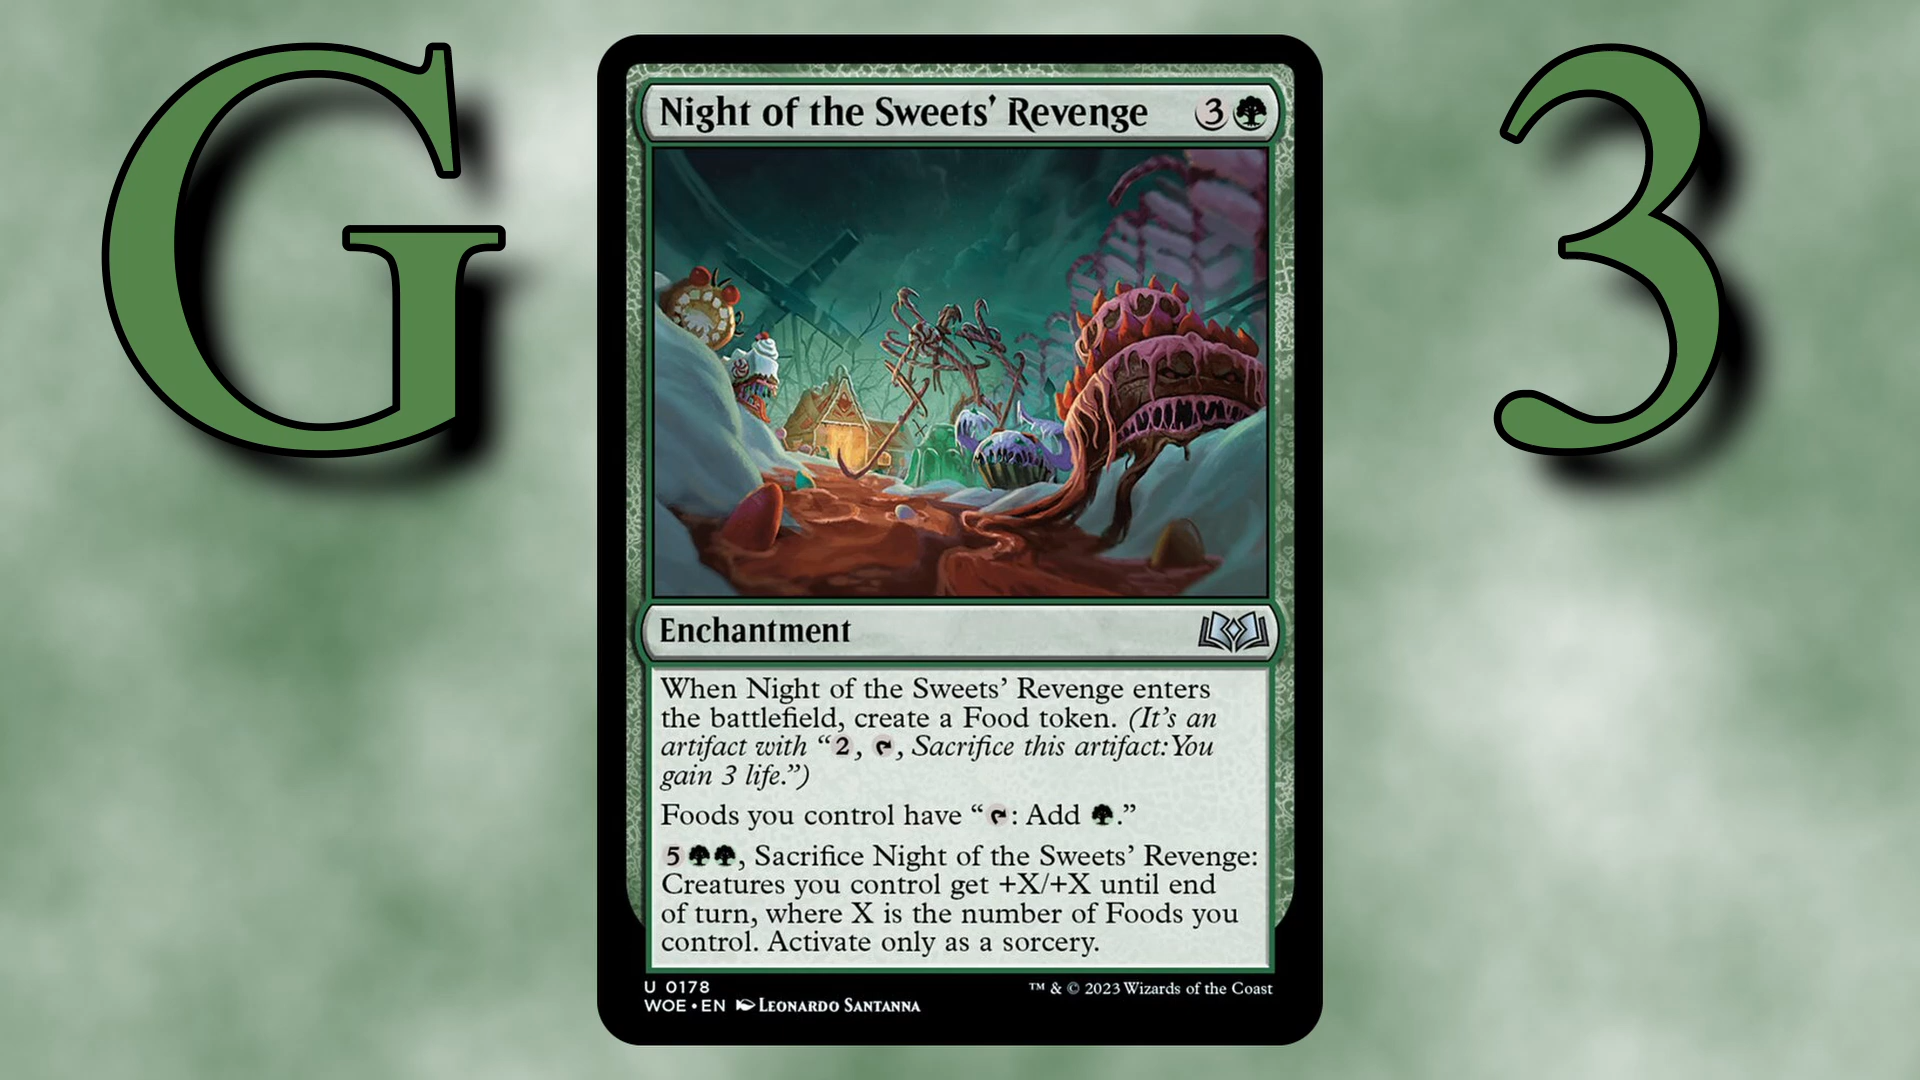 G
3
Night of the Sweets' Revenge 3
Enchantment
When Night of the Sweets’ Revenge enters
the battlefield, create a Food token. (It’s an
artifact with “2, , Sacrifice this artifact: You
gain 3 life.”)
Foods you control have “: Add .”
5, Sacrifice Night of the Sweets’ Revenge:
Creatures you control get +X/+X until end
of turn, where X is the number of Foods you
control. Activate only as a sorcery.
U 0178
WOE • EN Leonardo Santanna
™ & © 2023 Wizards of the Coast